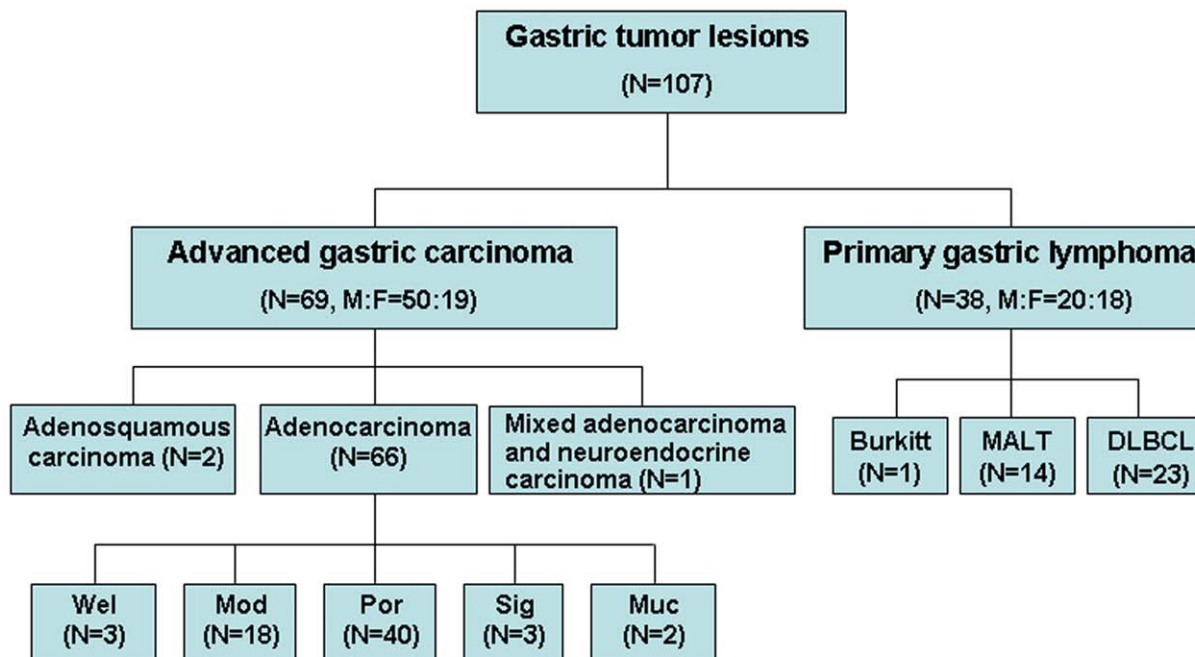 Gastric tumor lesions
(N=107)
Advanced gastric carcinoma
(N=69, M:F=50:19)
Primary gastric lymphoma
(N=38, M:F=20:18)
Adenosquamous
carcinoma (N=2)
Adenocarcinoma
(N=66)
Mixed adenocarcinoma
and neuroendocrine
carcinoma (N=1)
Burkitt
(N=1)
MALT
(N=14)
DLBCL
(N=23)
Wel
(N=3)
Mod
(N=18)
Por
(N=40)
Sig
(N=3)
Muc
(N=2)